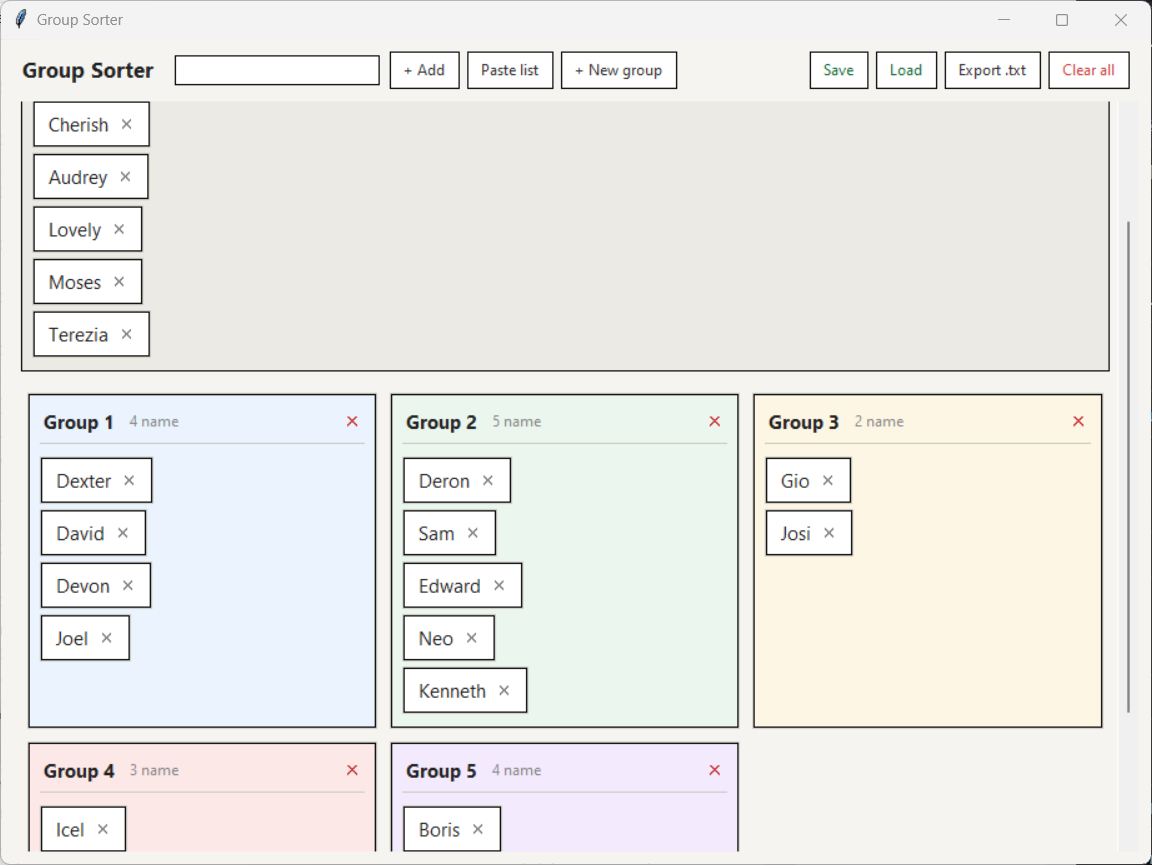 Group Sorter
Group Sorter + Add Paste list + New group Save Load Export .txt Clear all
Cherish ×
Audrey ×
Lovely ×
Moses ×
Terezia ×
Group 1 4 name ×
Dexter ×
David ×
Devon ×
Joel ×
Group 2 5 name ×
Deron ×
Sam ×
Edward ×
Neo ×
Kenneth ×
Group 3 2 name ×
Gio ×
Josi ×
Group 4 3 name ×
Icel ×
Group 5 4 name ×
Boris ×